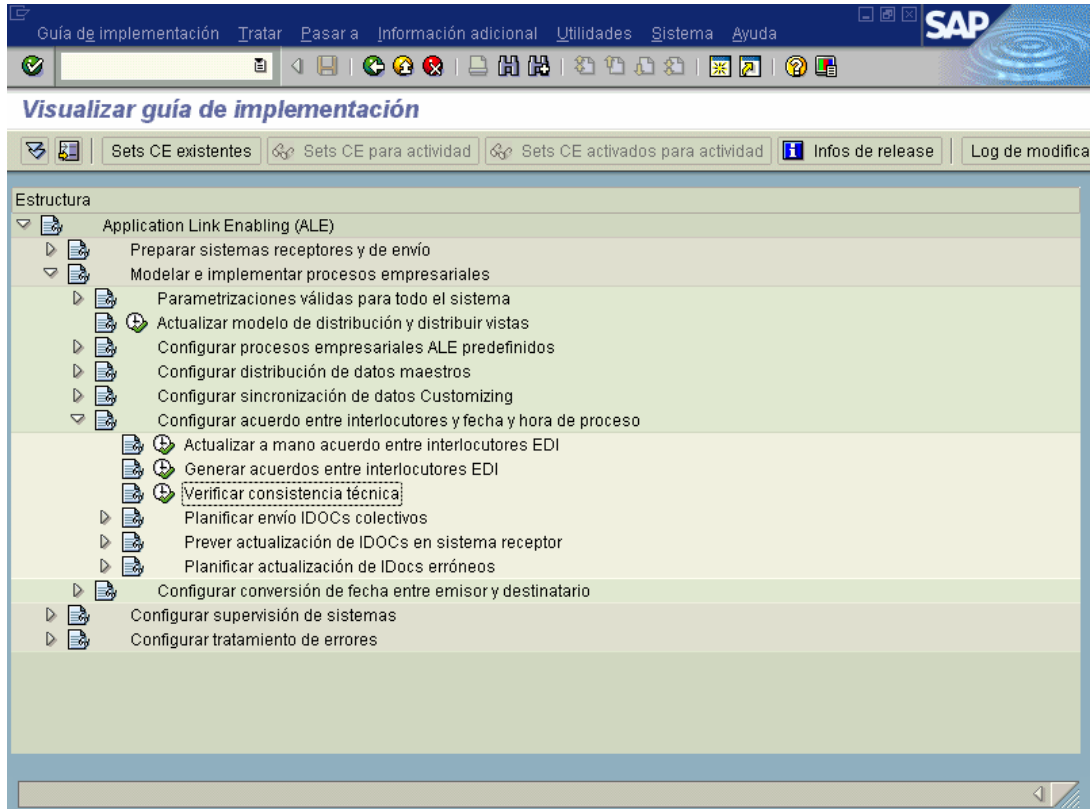 Guía de implementación Tratar Pasar a Información adicional Utilidades Sistema Ayuda
SAP
Visualizar guía de implementación
Sets CE existentes Sets CE para actividad Sets CE activados para actividad Infos de release Log de modifica
Estructura
Application Link Enabling (ALE)
Preparar sistemas receptores y de envío
Modelar e implementar procesos empresariales
Parametrizaciones válidas para todo el sistema
Actualizar modelo de distribución y distribuir vistas
Configurar procesos empresariales ALE predefinidos
Configurar distribución de datos maestros
Configurar sincronización de datos Customizing
Configurar acuerdo entre interlocutores y fecha y hora de proceso
Actualizar a mano acuerdo entre interlocutores EDI
Generar acuerdos entre interlocutores EDI
Verificar consistencia técnica
Planificar envío IDOCs colectivos
Prever actualización de IDOCs en sistema receptor
Planificar actualización de IDocs erróneos
Configurar conversión de fecha entre emisor y destinatario
Configurar supervisión de sistemas
Configurar tratamiento de errores